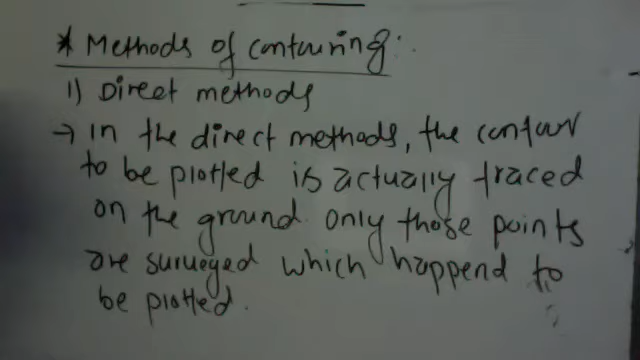 * Methods of contouring:
1) Direct methods
→ In the direct methods, the contour
to be plotted is actually traced
on the ground only those points
are surveyed which happend to
be plotted.